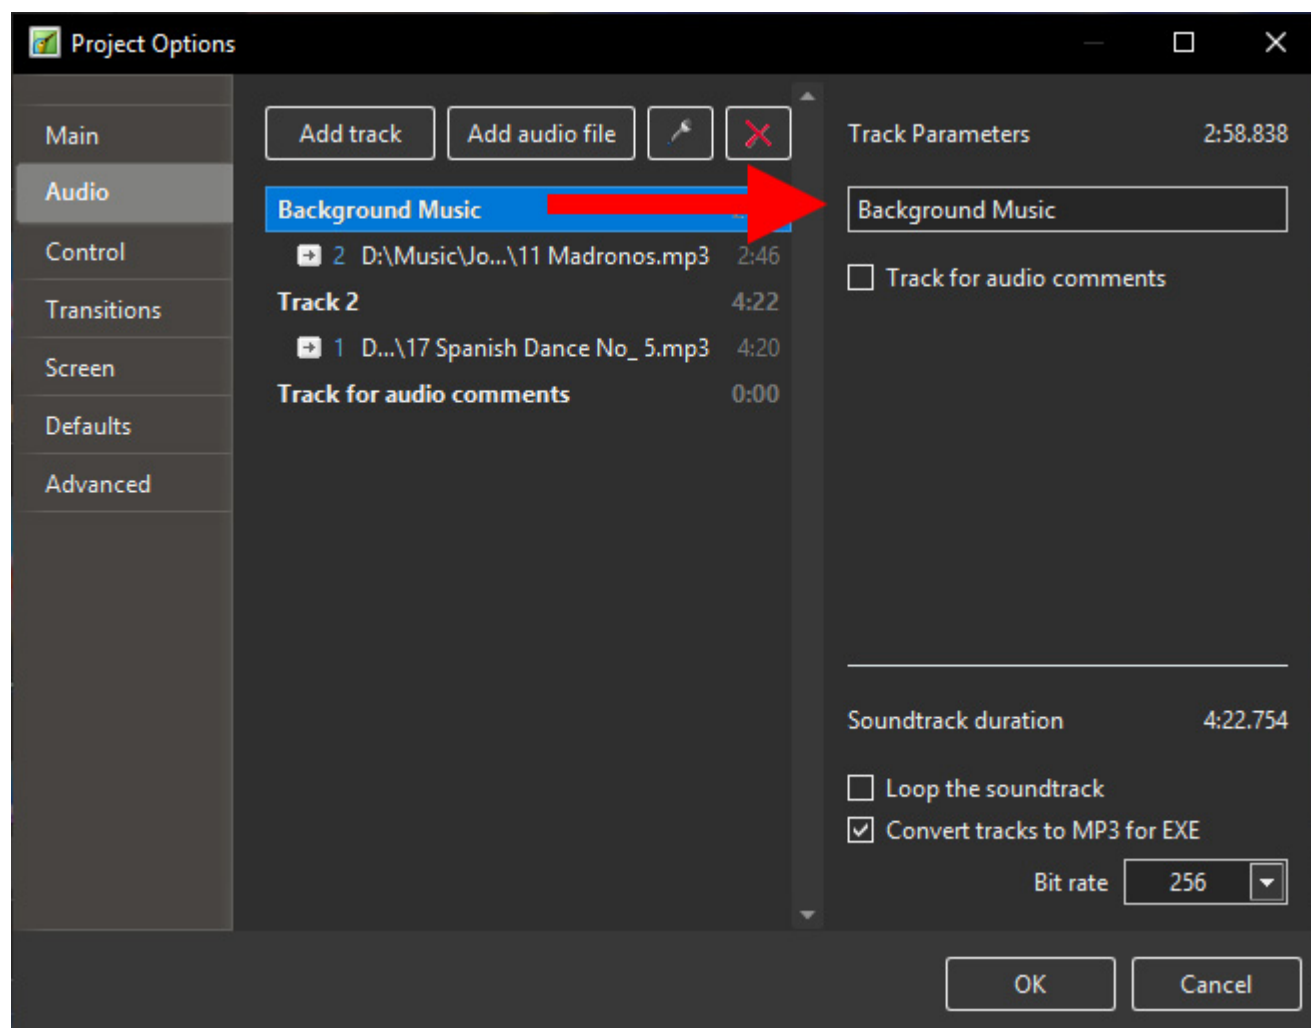 Project Options
Main
Audio
Control
Transitions
Screen
Defaults
Advanced
Add track
Add audio file
Background Music
2 D:\Music\Jo...\11 Madronos.mp3 2:46
Track 2 4:22
1 D...\17 Spanish Dance No_ 5.mp3 4:20
Track for audio comments 0:00
Track Parameters 2:58.838
Background Music
Track for audio comments
Soundtrack duration 4:22.754
Loop the soundtrack
Convert tracks to MP3 for EXE
Bit rate 256
OK
Cancel